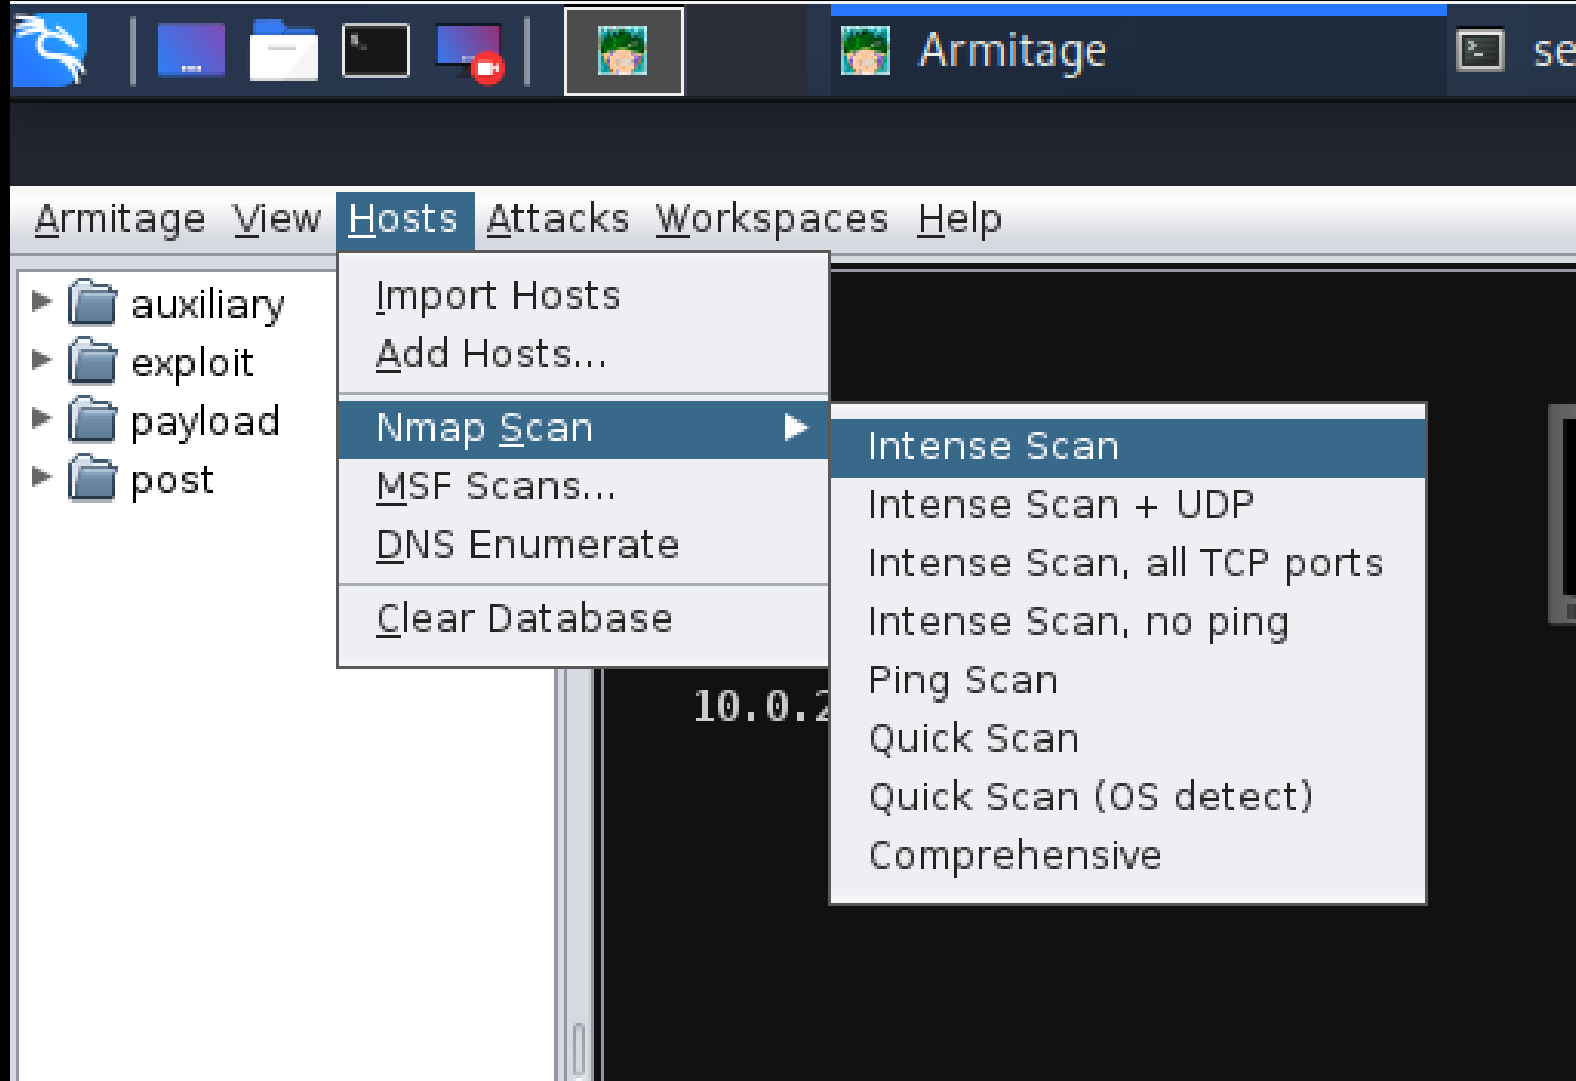 Armitage
Armitage View Hosts Attacks Workspaces Help
auxiliary
exploit
payload
post
Import Hosts
Add Hosts...
Nmap Scan
MSF Scans...
DNS Enumerate
Clear Database
Intense Scan
Intense Scan + UDP
Intense Scan, all TCP ports
Intense Scan, no ping
Ping Scan
Quick Scan
Quick Scan (OS detect)
Comprehensive
10.0.2